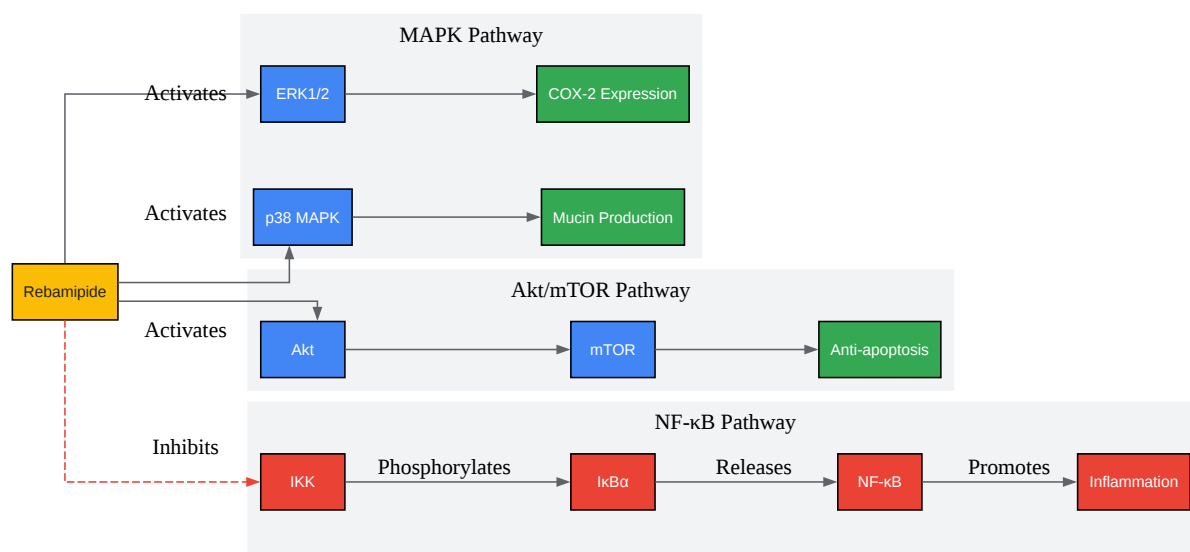 MAPK Pathway
Activates
ERK1/2
COX-2 Expression
Activates
p38 MAPK
Mucin Production
Rebamipide
Akt/mTOR Pathway
Activates
Akt
mTOR
Anti-apoptosis
NF-κB Pathway
Inhibits
IKK
Phosphorylates
IκBα
Releases
NF-κB
Promotes
Inflammation